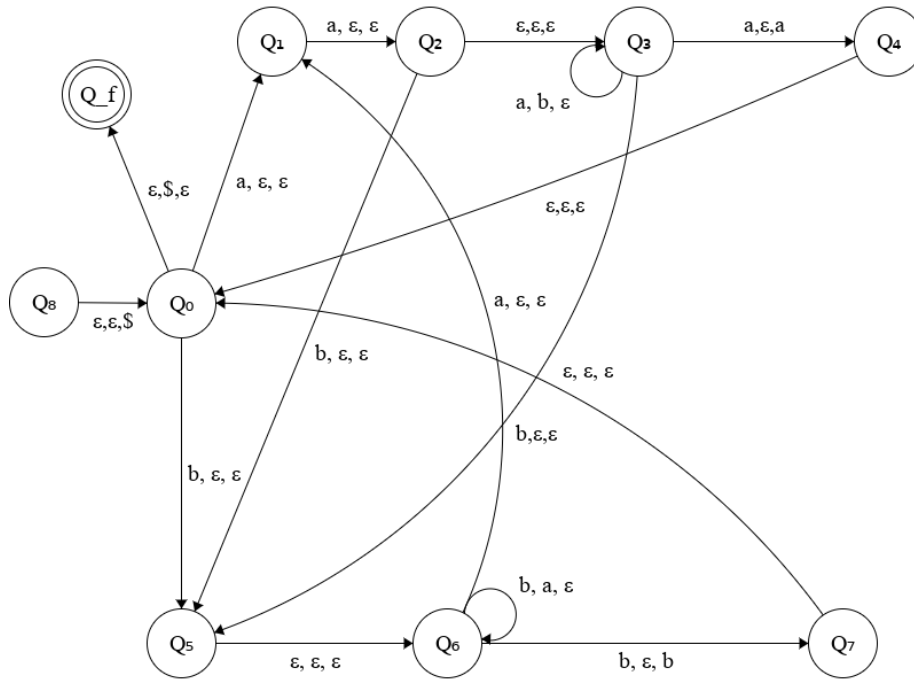 Q₁
a, ε, ε
Q₂
ε,ε,ε
Q₃
a,ε,a
Q₄
Q_f
a, b, ε
ε,$,ε
a, ε, ε
ε,ε,ε
Q₈
ε,ε,$
Q₀
a, ε, ε
b, ε, ε
ε, ε, ε
b,ε,ε
b, ε, ε
b, a, ε
Q₅
ε, ε, ε
Q₆
b, ε, b
Q₇